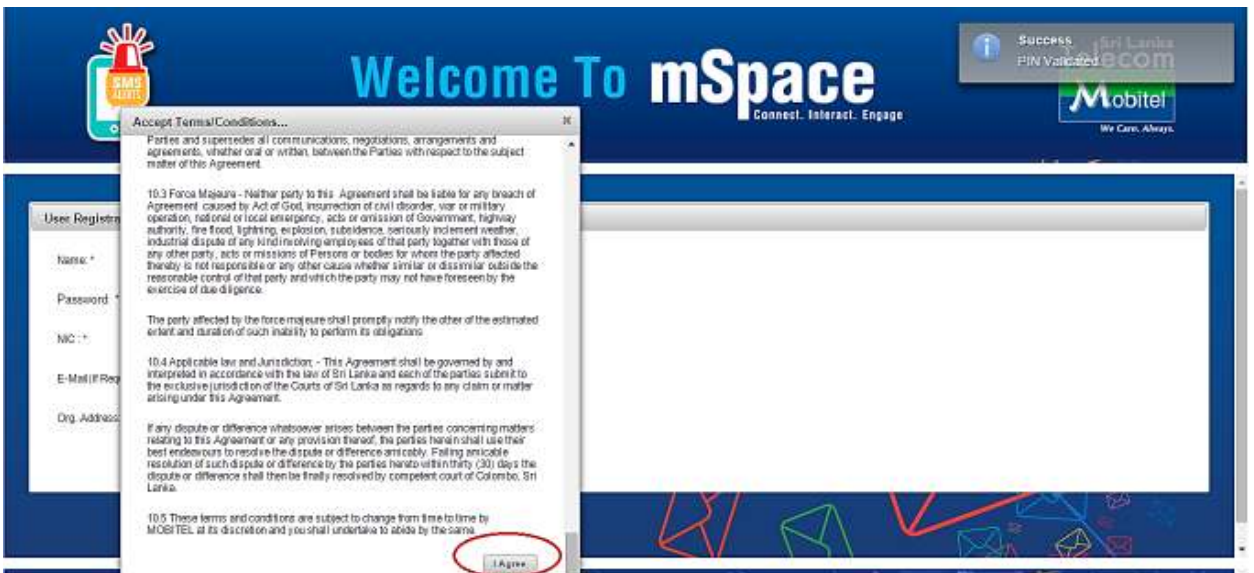 SMS
ALERTS
Welcome To mSpace
Connect. Interact. Engage
Success
PIN Validated
Sri Lanka
Telecom
Mobitel
We Care. Always.
Accept Terms/Conditions...
Parties and supersedes all communications, negotiations, arrangements and
agreements, whether oral or written, between the Parties with respect to the subject
matter of this Agreement.
10.3 Force Majeure - Neither party to this Agreement shall be liable for any breach of
Agreement caused by Act of God, insurrection of civil disorder, war or military
operation, national or local emergency, acts or omission of Government, highway
authority, fire flood, lightning, explosion, subsidence, seriously inclement weather,
industrial dispute of any kind involving employees of that party together with those of
any other party, acts or missions of Persons or bodies for whom the party affected
thereby is not responsible or any other cause whether similar or dissimilar outside the
reasonable control of that party and which the party may not have foreseen by the
exercise of due diligence.
The party affected by the force majeure shall promptly notify the other of the estimated
extent and duration of such inability to perform its obligations
10.4 Applicable law and Jurisdiction; - This Agreement shall be governed by and
interpreted in accordance with the law of Sri Lanka and each of the parties submit to
the exclusive jurisdiction of the Courts of Sri Lanka as regards to any claim or matter
arising under this Agreement.
If any dispute or difference whatsoever arises between the parties concerning matters
relating to this Agreement or any provision thereof, the parties herein shall use their
best endeavours to resolve the dispute or difference amicably. Failing amicable
resolution of such dispute or difference by the parties hereto within thirty (30) days the
dispute or difference shall then be finally resolved by competent court of Colombo, Sri
Lanka.
10.5 These terms and conditions are subject to change from time to time by
MOBITEL at its discretion and you shall undertake to abide by the same.
I Agree
User Registra
Name: *
Password *
NIC : *
E-Mail(If Req
Org. Address: